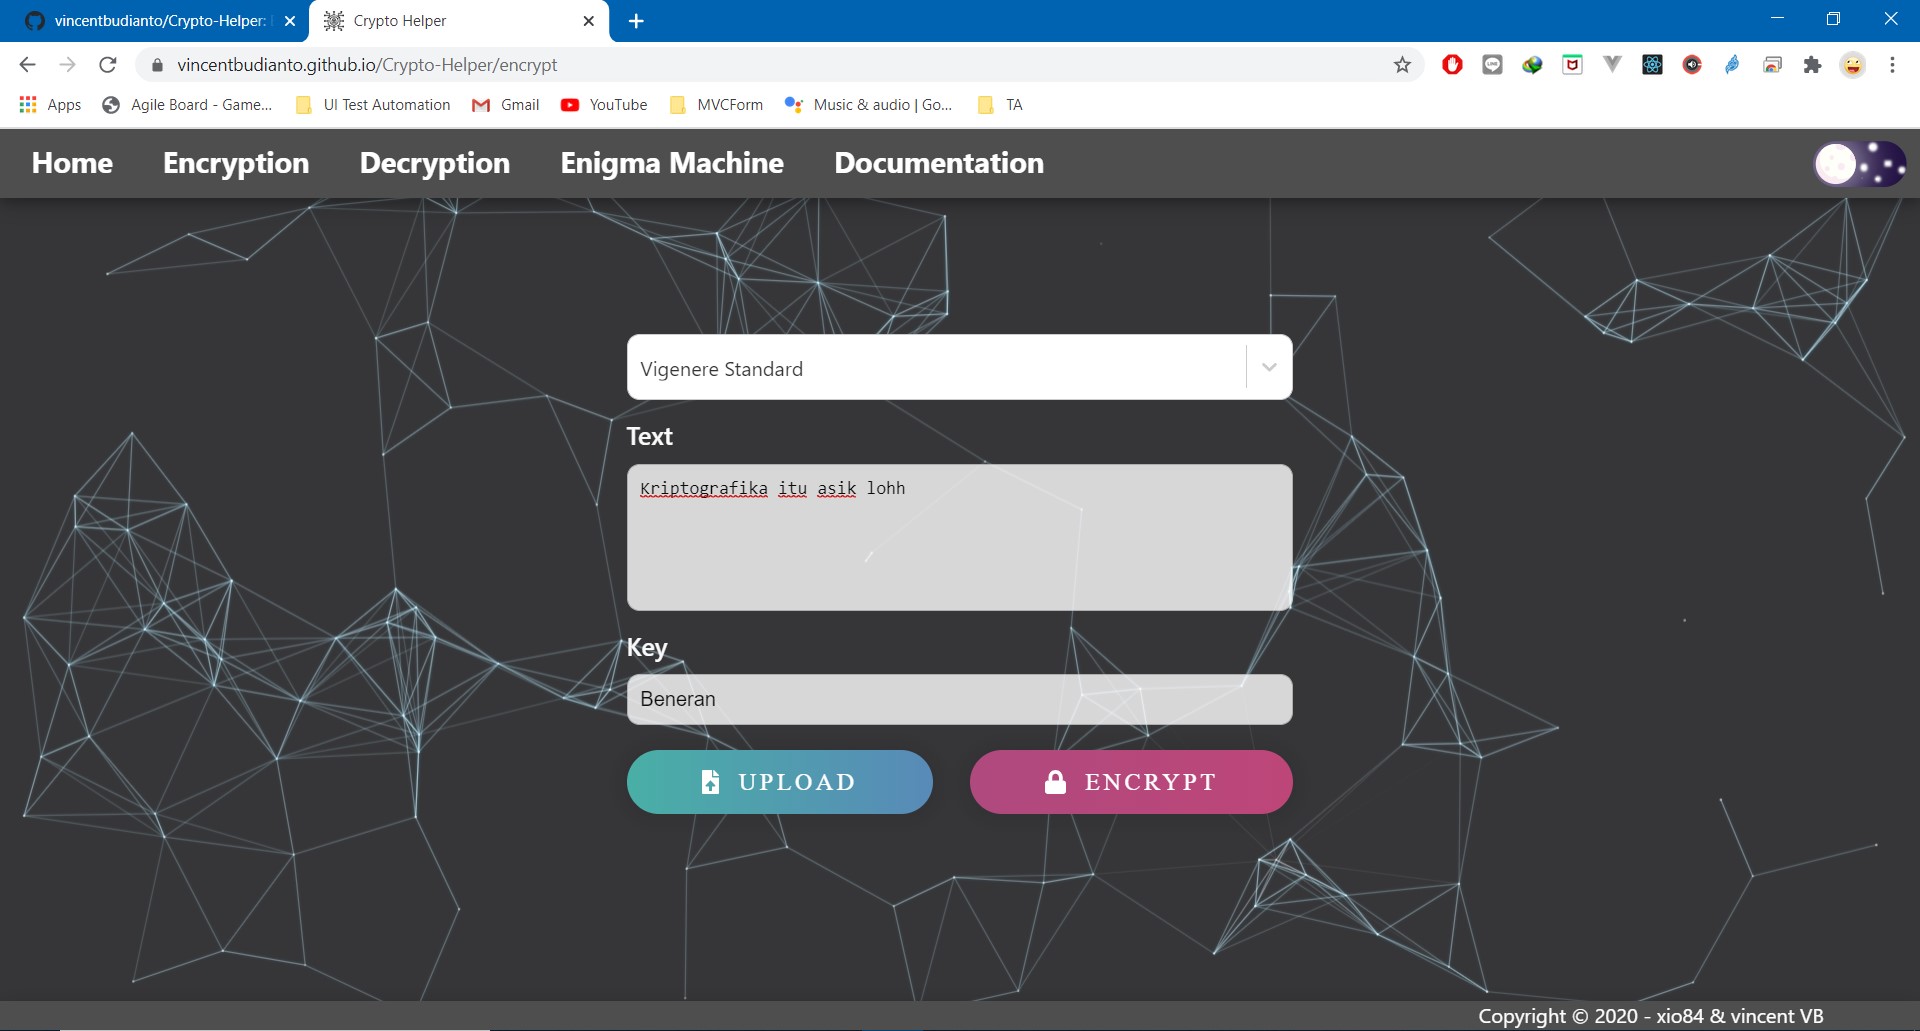 vincentbudianto/Crypto-Helper:
Crypto Helper
vincentbudianto.github.io/Crypto-Helper/encrypt
Apps
Agile Board - Game...
UI Test Automation
Gmail
YouTube
MVCForm
Music & audio | Go...
TA
Home
Encryption
Decryption
Enigma Machine
Documentation
Vigenere Standard
Text
Kriptografika itu asik lohh
Key
Beneran
UPLOAD
ENCRYPT
Copyright © 2020 - xio84 & vincent VB